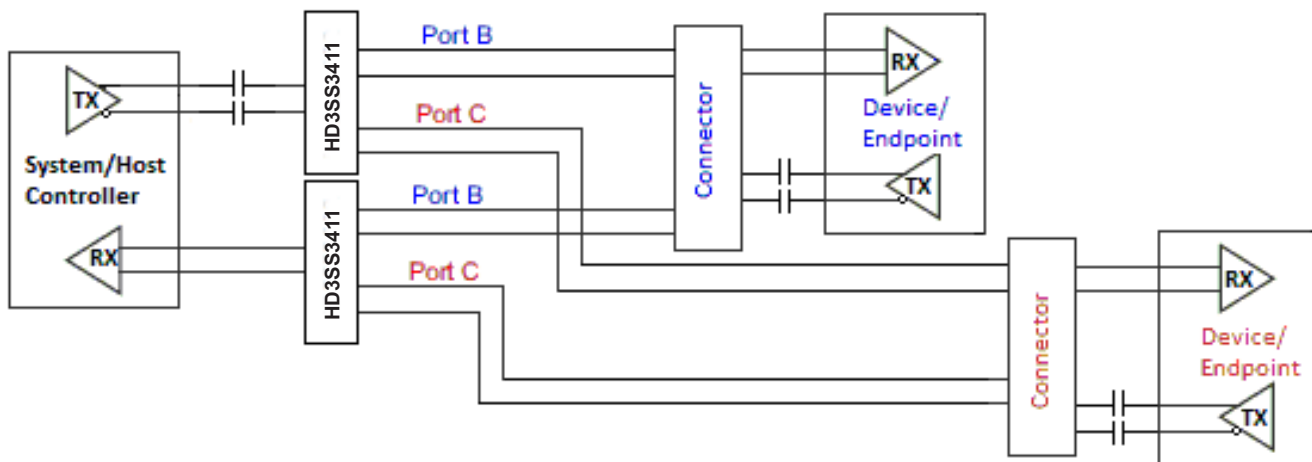 TX
System/Host
Controller
RX
HD3SS3411
HD3SS3411
Port B
Port C
Port B
Port C
Connector
RX
Device/
Endpoint
TX
Connector
RX
Device/
Endpoint
TX